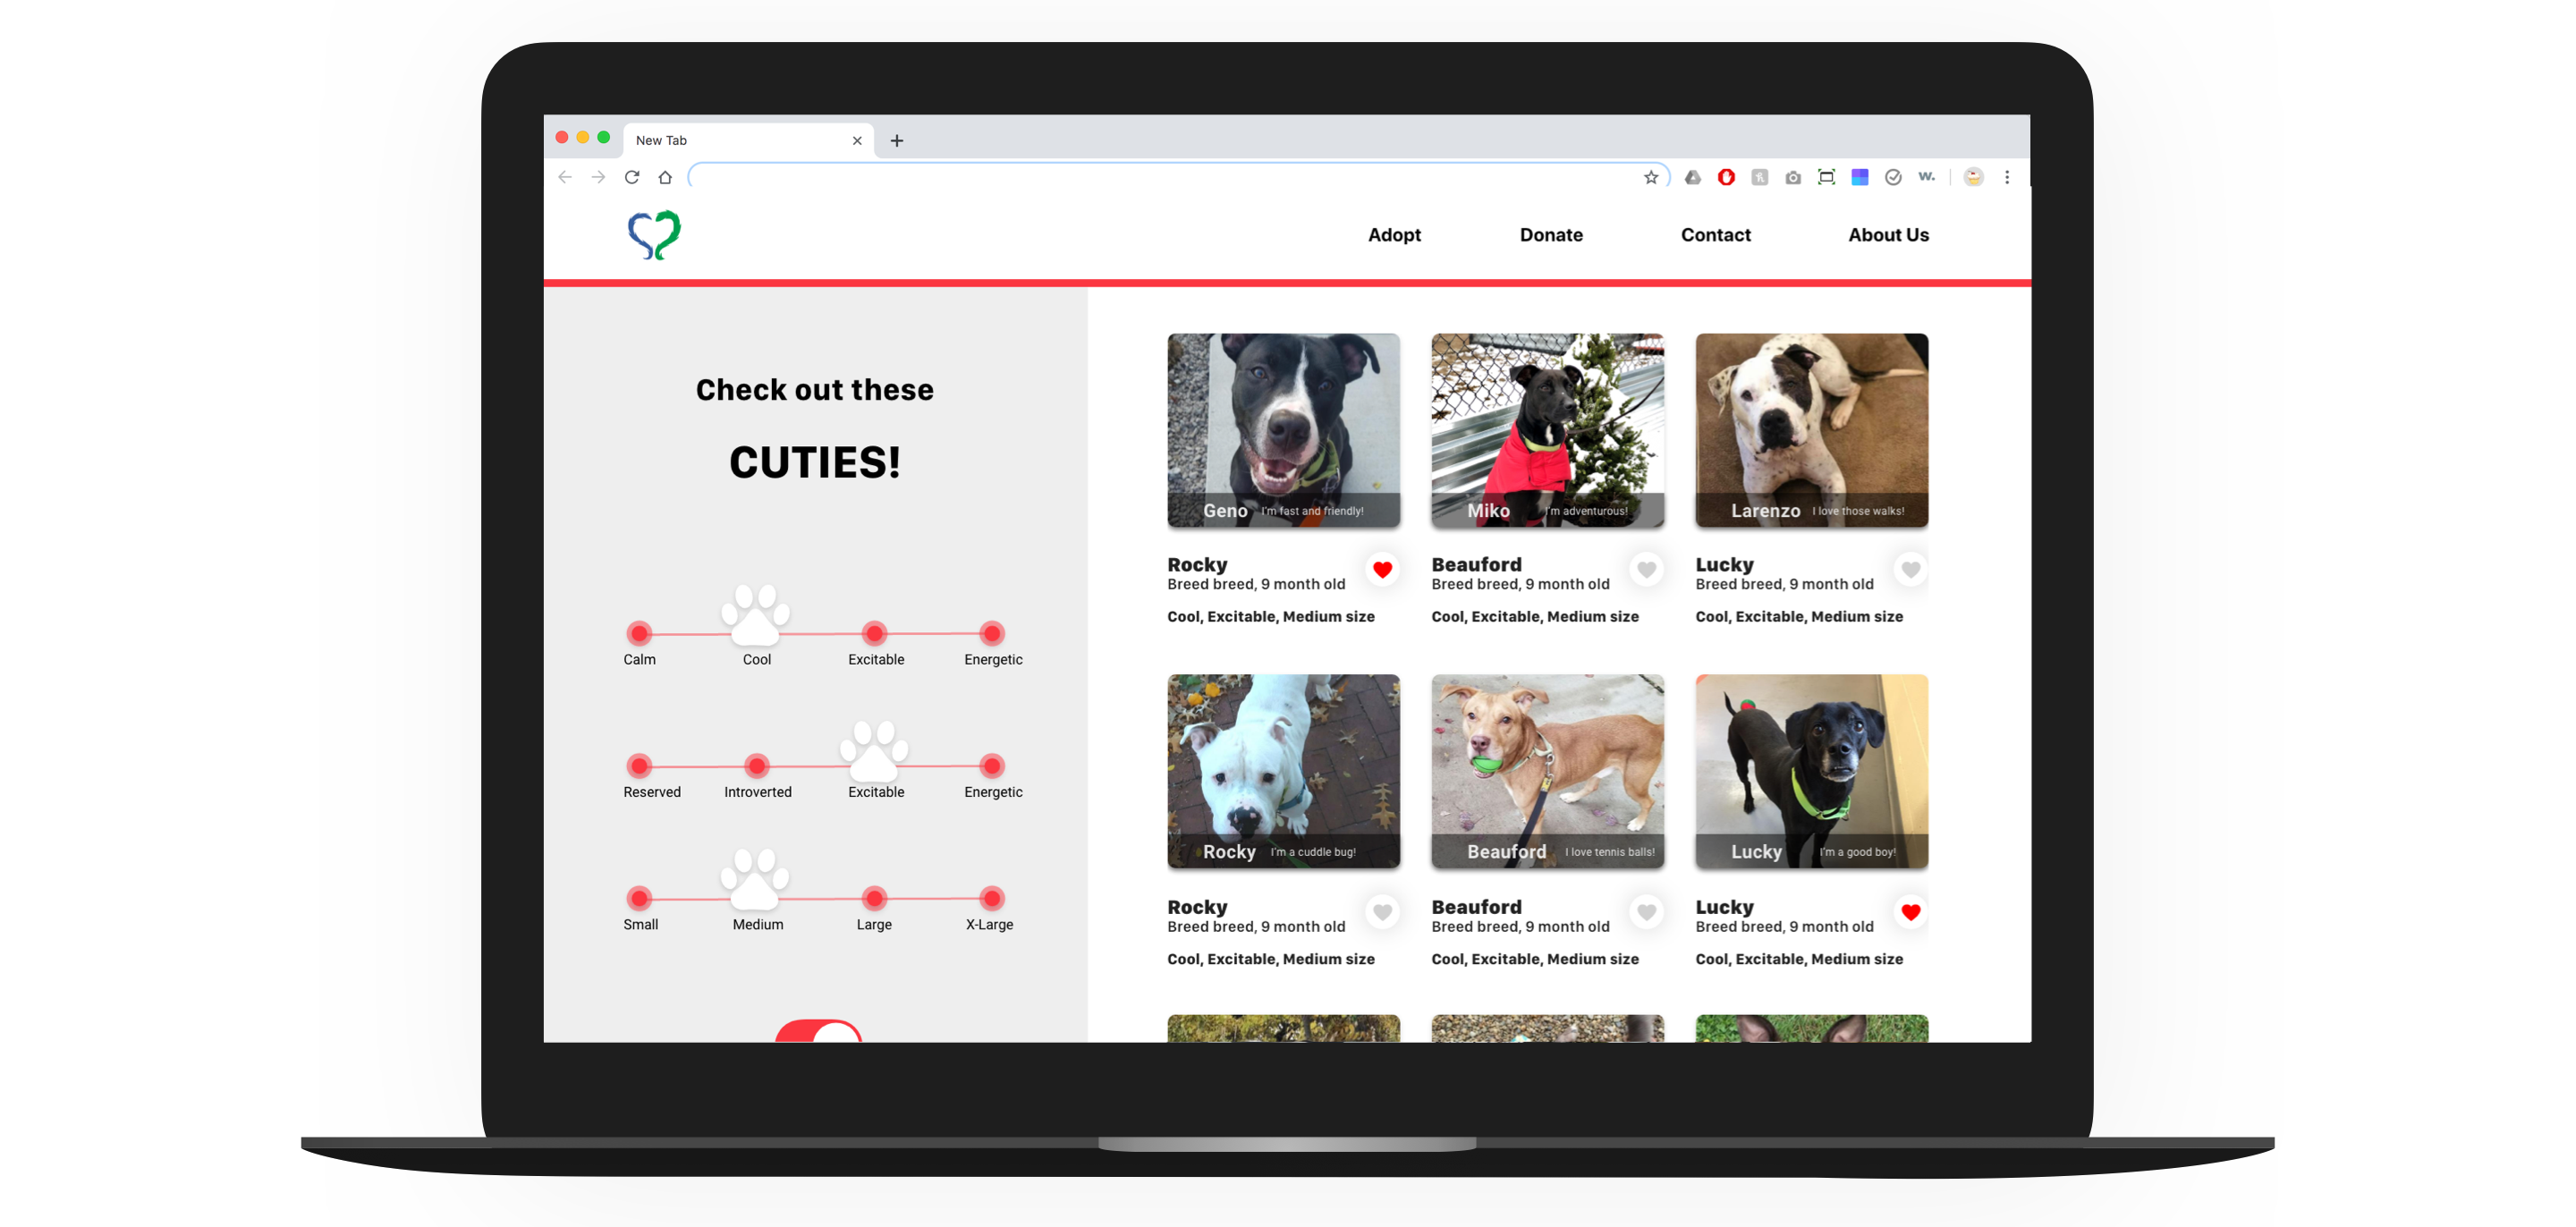 New Tab
w.
Adopt Donate Contact About Us
Check out these
CUTIES!
Calm Cool Excitable Energetic
Reserved Introverted Excitable Energetic
Small Medium Large X-Large
Geno I'm fast and friendly!
Miko I'm adventurous!
Larenzo I love those walks!
Rocky
Breed breed, 9 month old
Cool, Excitable, Medium size
Beauford
Breed breed, 9 month old
Cool, Excitable, Medium size
Lucky
Breed breed, 9 month old
Cool, Excitable, Medium size
Rocky I'm a cuddle bug!
Beauford I love tennis balls!
Lucky I'm a good boy!
Rocky
Breed breed, 9 month old
Cool, Excitable, Medium size
Beauford
Breed breed, 9 month old
Cool, Excitable, Medium size
Lucky
Breed breed, 9 month old
Cool, Excitable, Medium size